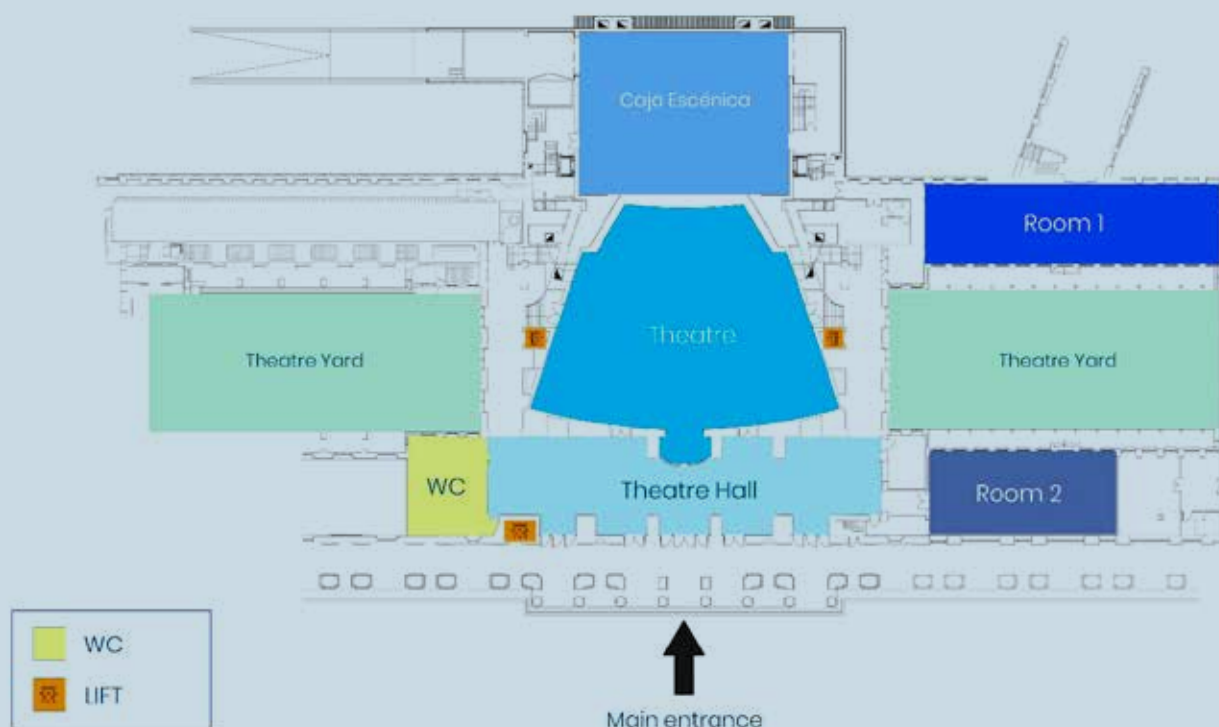 Caja Escénica
Room 1
Theatre
Theatre Yard
Theatre Yard
WC
Theatre Hall
Room 2
WC
LIFT
Main entrance